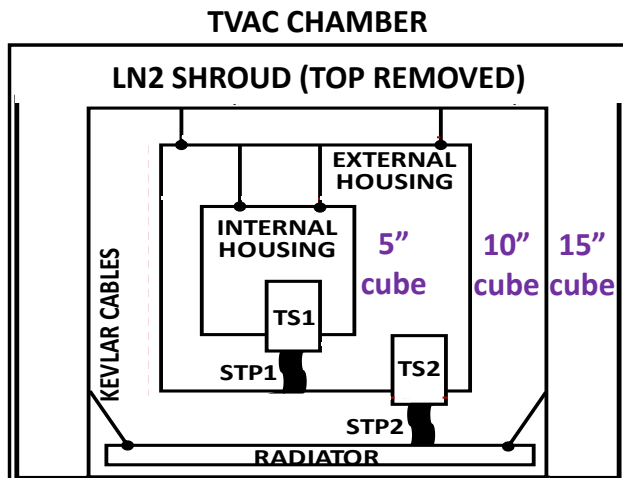 TVAC CHAMBER
LN2 SHROUD (TOP REMOVED)
EXTERNAL
HOUSING
INTERNAL
HOUSING
5”
cube
10”
cube
15”
cube
KEVLAR CABLES
TS1
STP1
TS2
STP2
RADIATOR